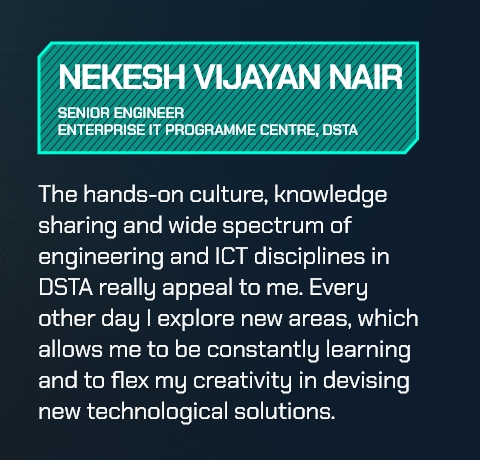 NEKESH VIJAYAN NAIR
SENIOR ENGINEER
ENTERPRISE IT PROGRAMME CENTRE, DSTA
The hands-on culture, knowledge
sharing and wide spectrum of
engineering and ICT disciplines in
DSTA really appeal to me. Every
other day I explore new areas, which
allows me to be constantly learning
and to flex my creativity in devising
new technological solutions.